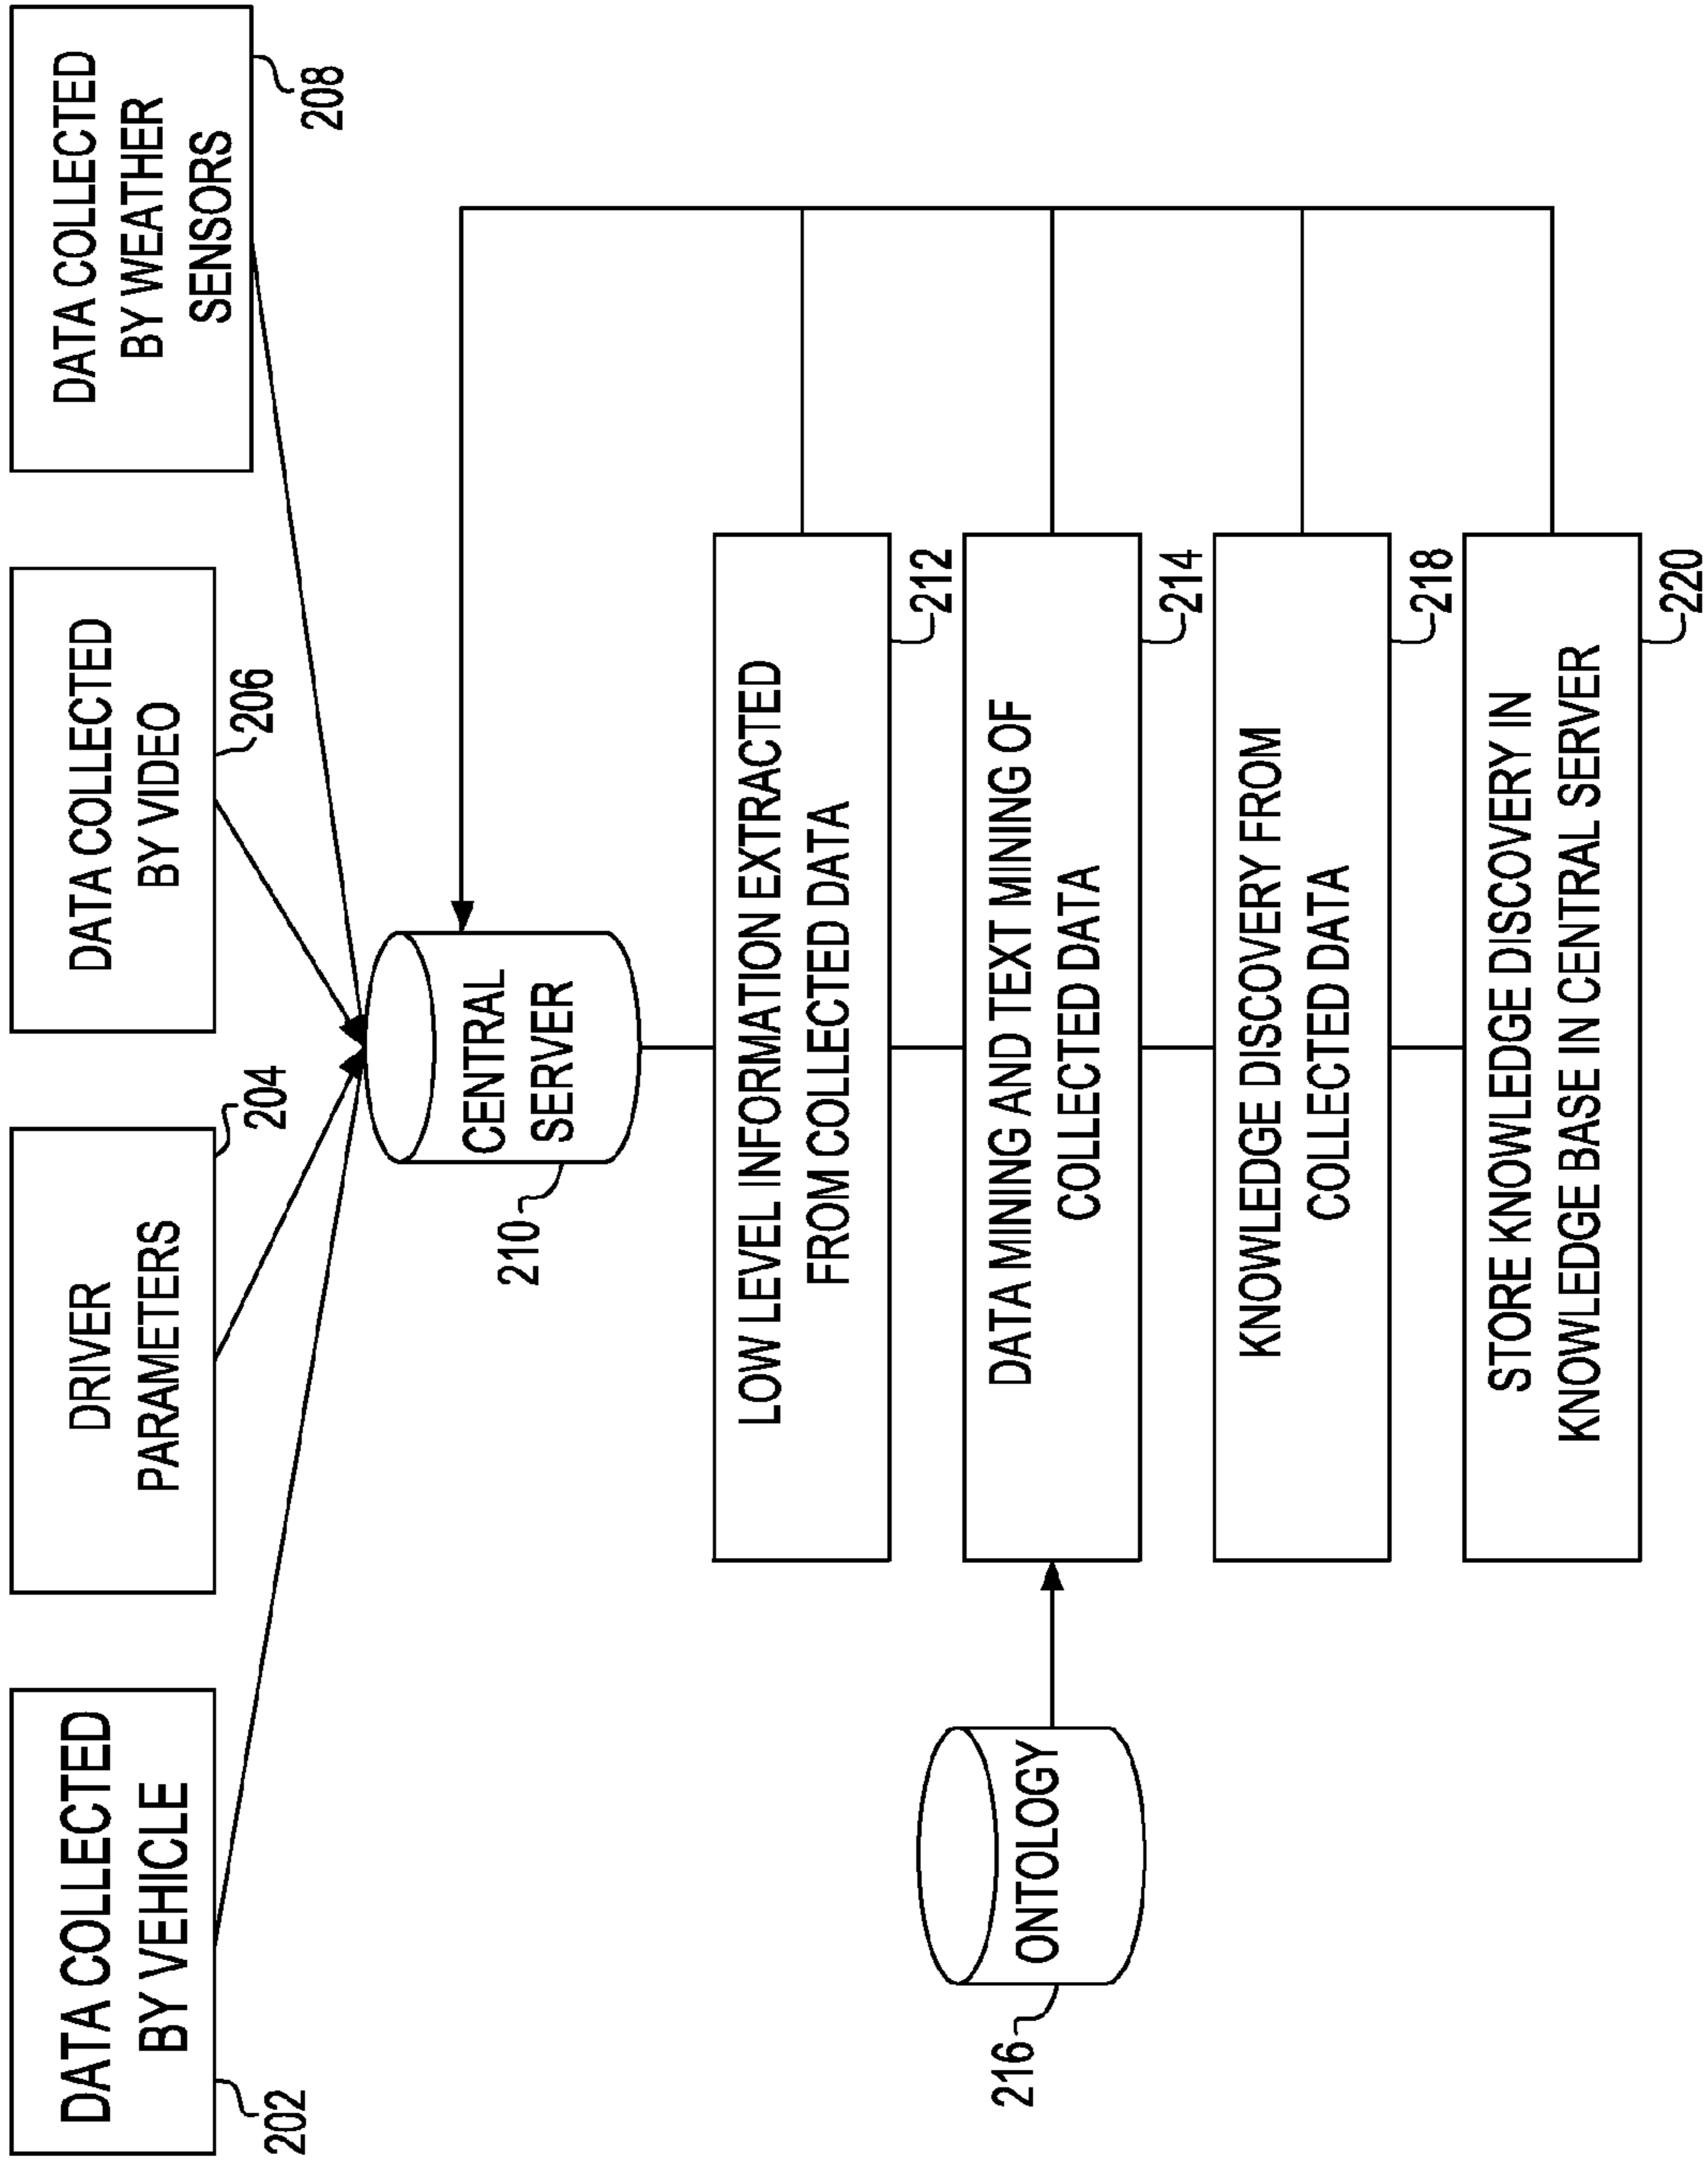 DATA COLLECTED
BY VEHICLE
202
DRIVER
PARAMETERS
204
DATA COLLECTED
BY VIDEO
206
DATA COLLECTED
BY WEATHER
SENSORS
208
CENTRAL
SERVER
210
LOW LEVEL INFORMATION EXTRACTED
FROM COLLECTED DATA
212
DATA MINING AND TEXT MINING OF
COLLECTED DATA
214
ONTOLOGY
216
KNOWLEDGE DISCOVERY FROM
COLLECTED DATA
218
STORE KNOWLEDGE DISCOVERY IN
KNOWLEDGE BASE IN CENTRAL SERVER
220